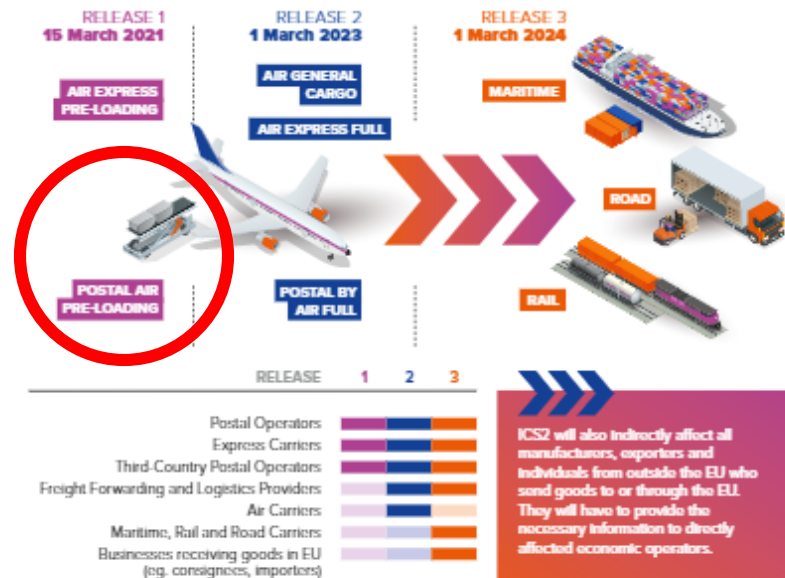 RELEASE 1
15 March 2021
RELEASE 2
1 March 2023
RELEASE 3
1 March 2024
AIR EXPRESS
PRE-LOADING
AIR GENERAL
CARGO
AIR EXPRESS FULL
MARITIME
ROAD
POSTAL AIR
PRE-LOADING
POSTAL BY
AIR FULL
RAIL
RELEASE 1 2 3
Postal Operators
Express Carriers
Third-Country Postal Operators
Freight Forwarding and Logistics Providers
Air Carriers
Maritime, Rail and Road Carriers
Businesses receiving goods in EU
(eg. consignees, importers)
ICS2 will also indirectly affect all
manufacturers, exporters and
individuals from outside the EU who
send goods to or through the EU.
They will have to provide the
necessary information to directly
affected economic operators.